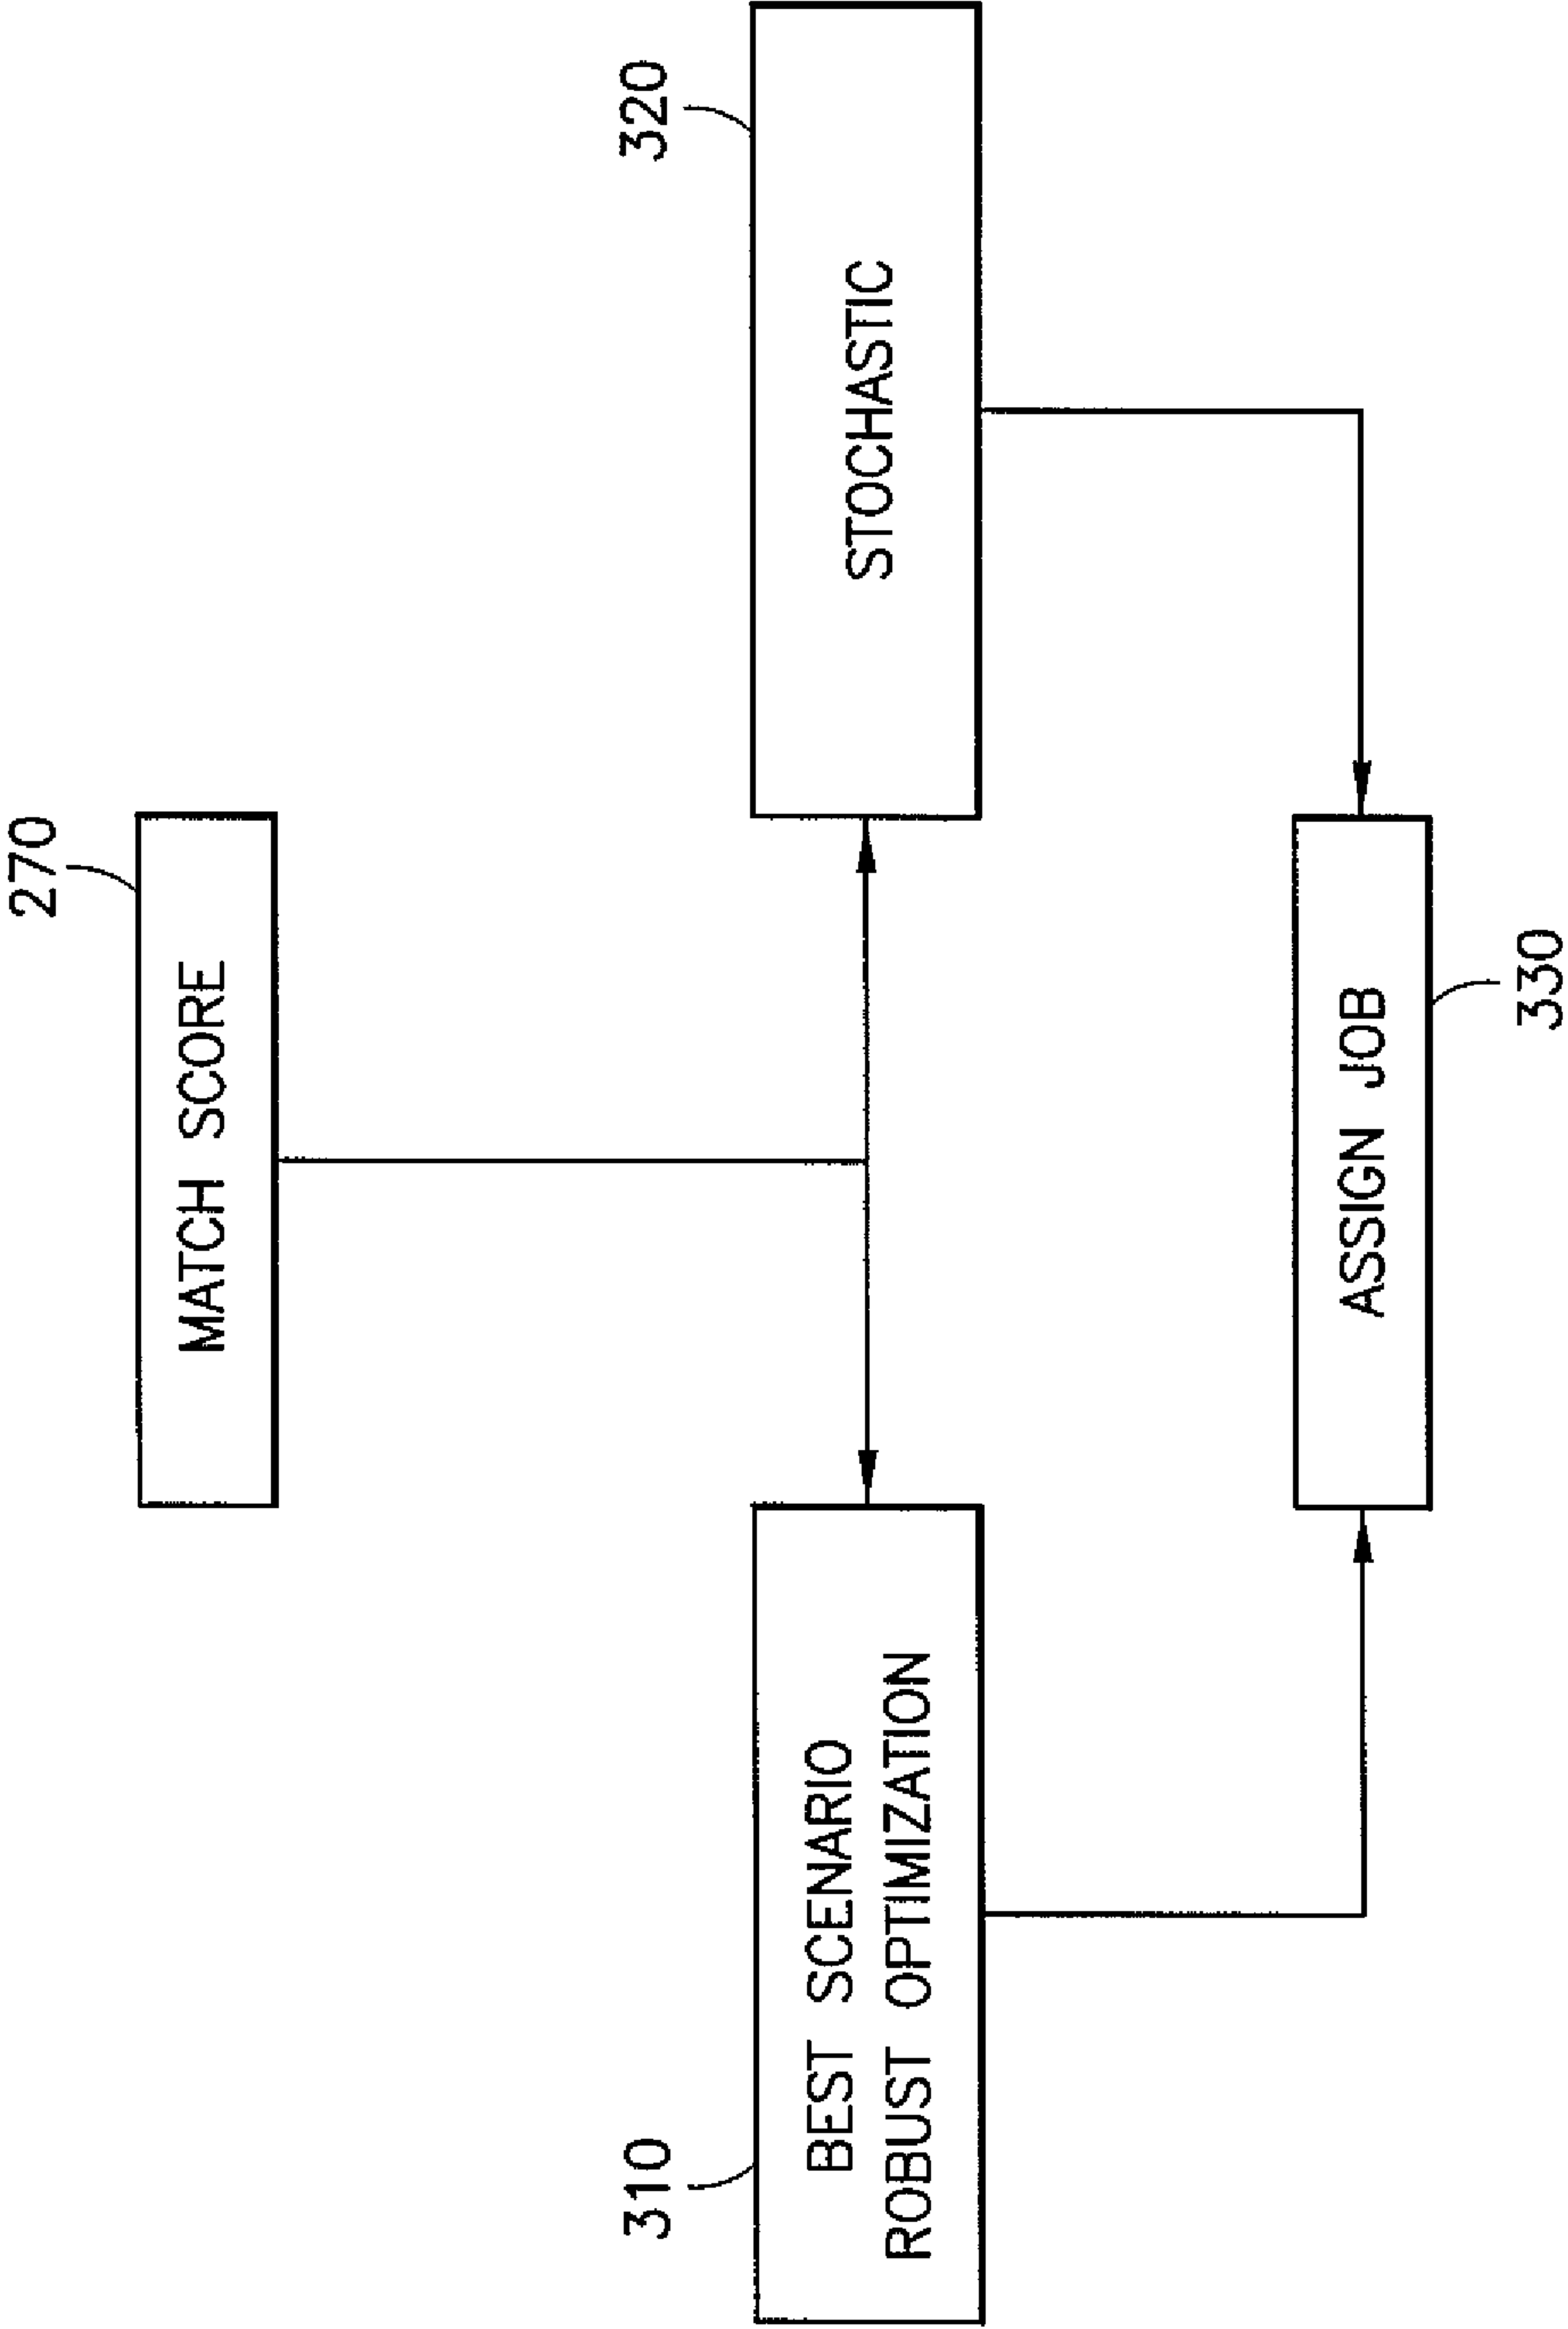 270
MATCH SCORE
310
320
BEST SCENARIO
ROBUST OPTIMIZATION
STOCHASTIC
ASSIGN JOB
330